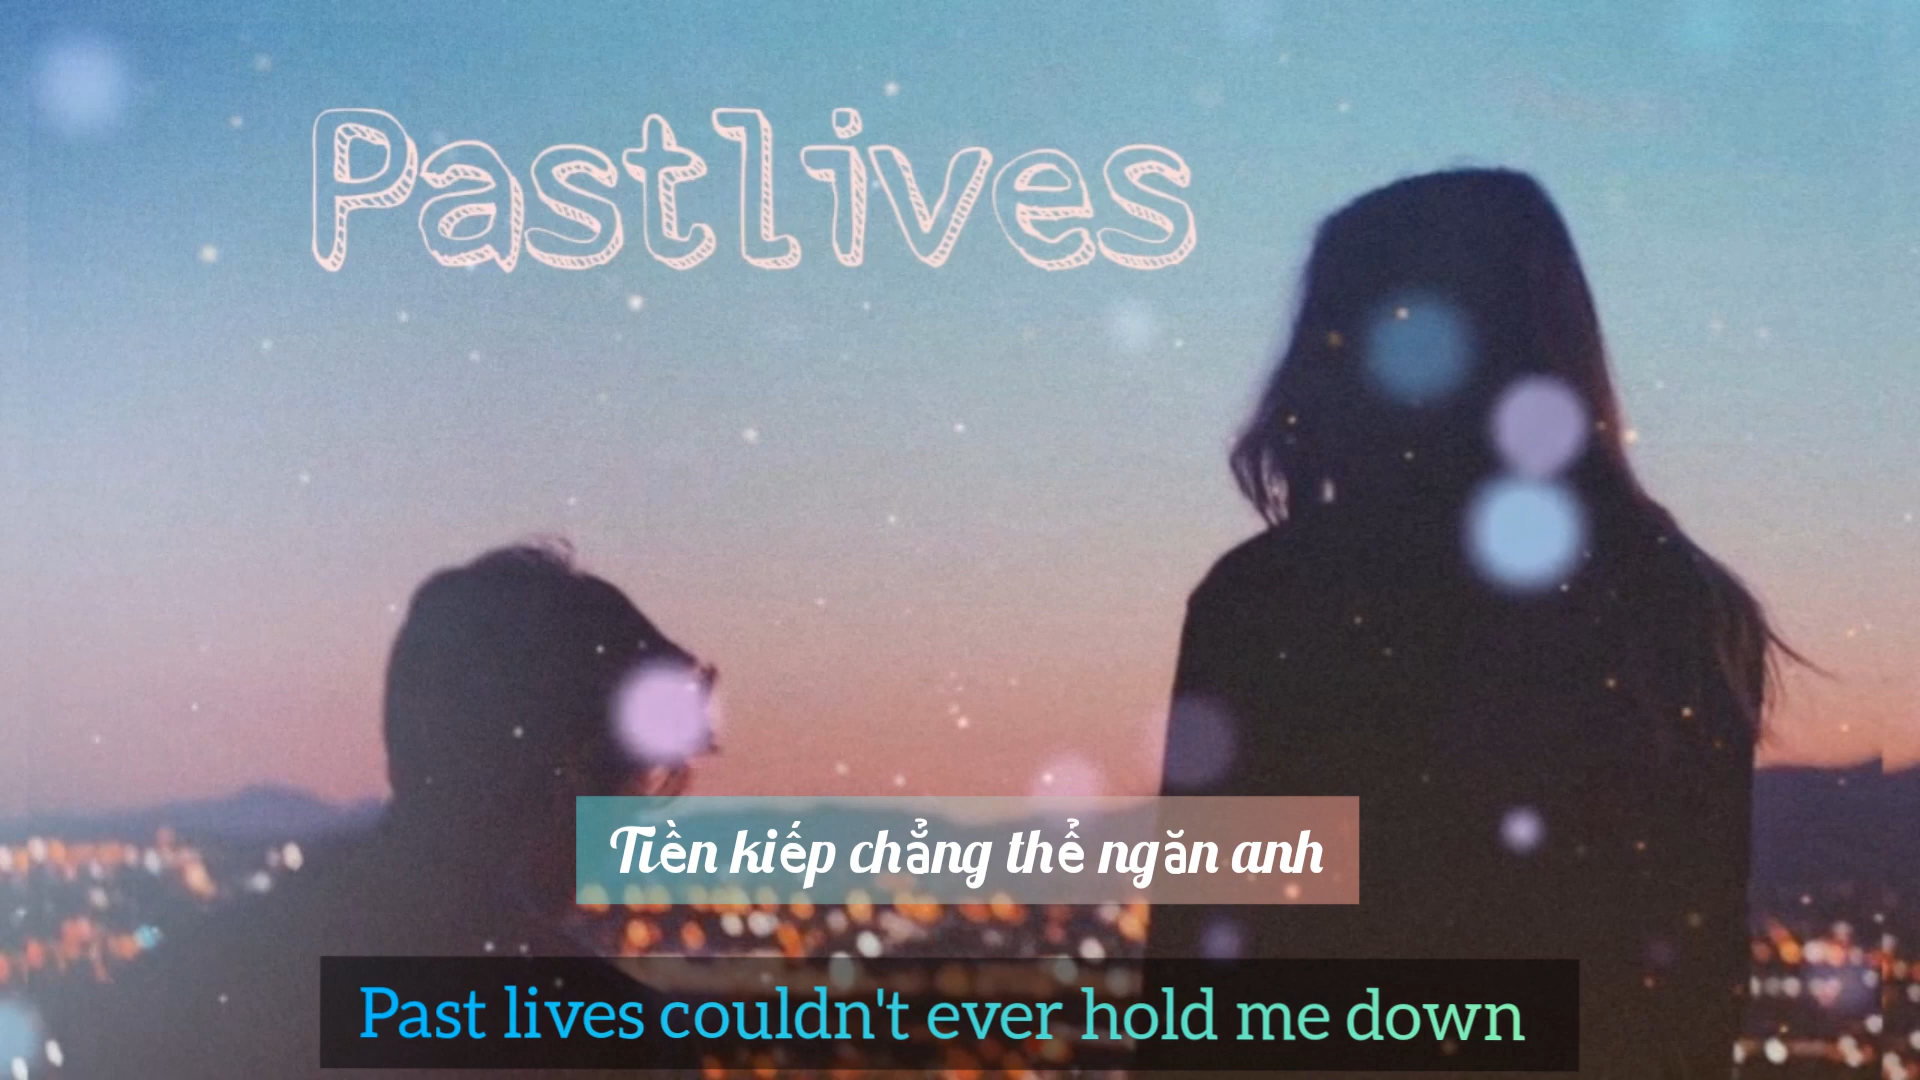 Pastlives
Tiền kiếp chẳng thể ngăn anh
Past lives couldn't ever hold me down